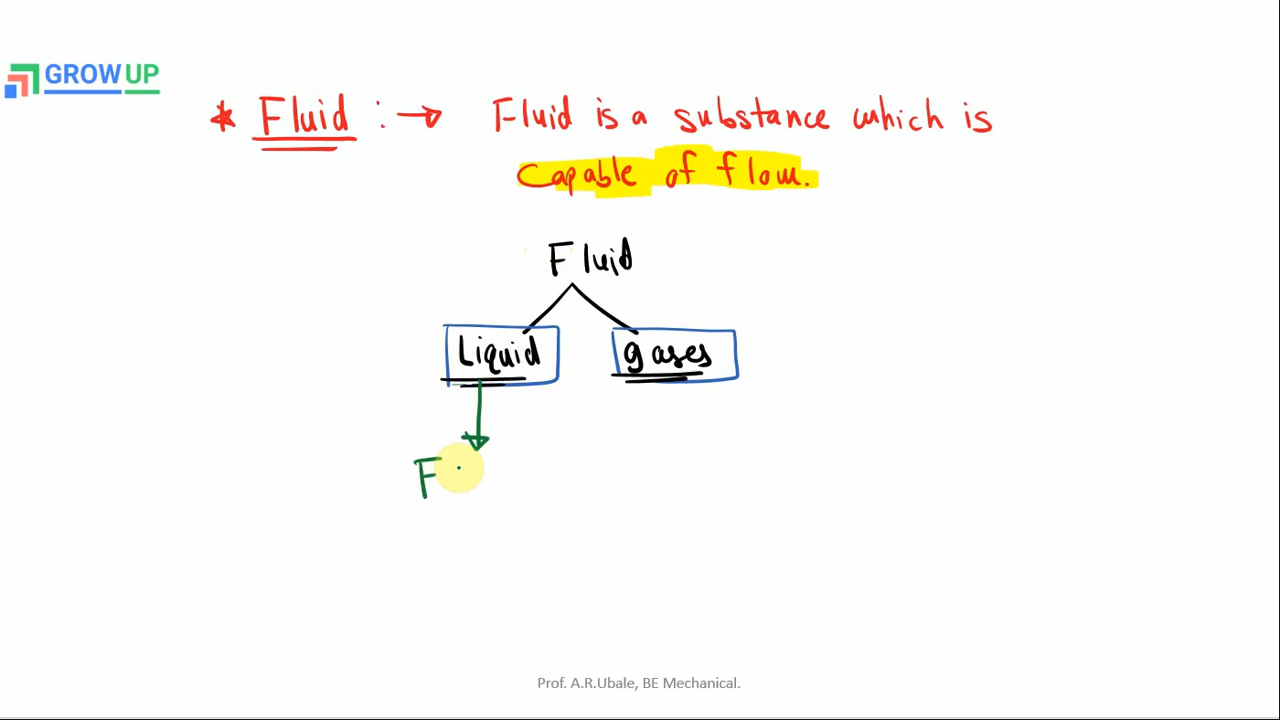 GROW UP
* Fluid :→ Fluid is a substance which is
capable of flow.
Fluid
Liquid gases
F
Prof. A.R.Ubale, BE Mechanical.